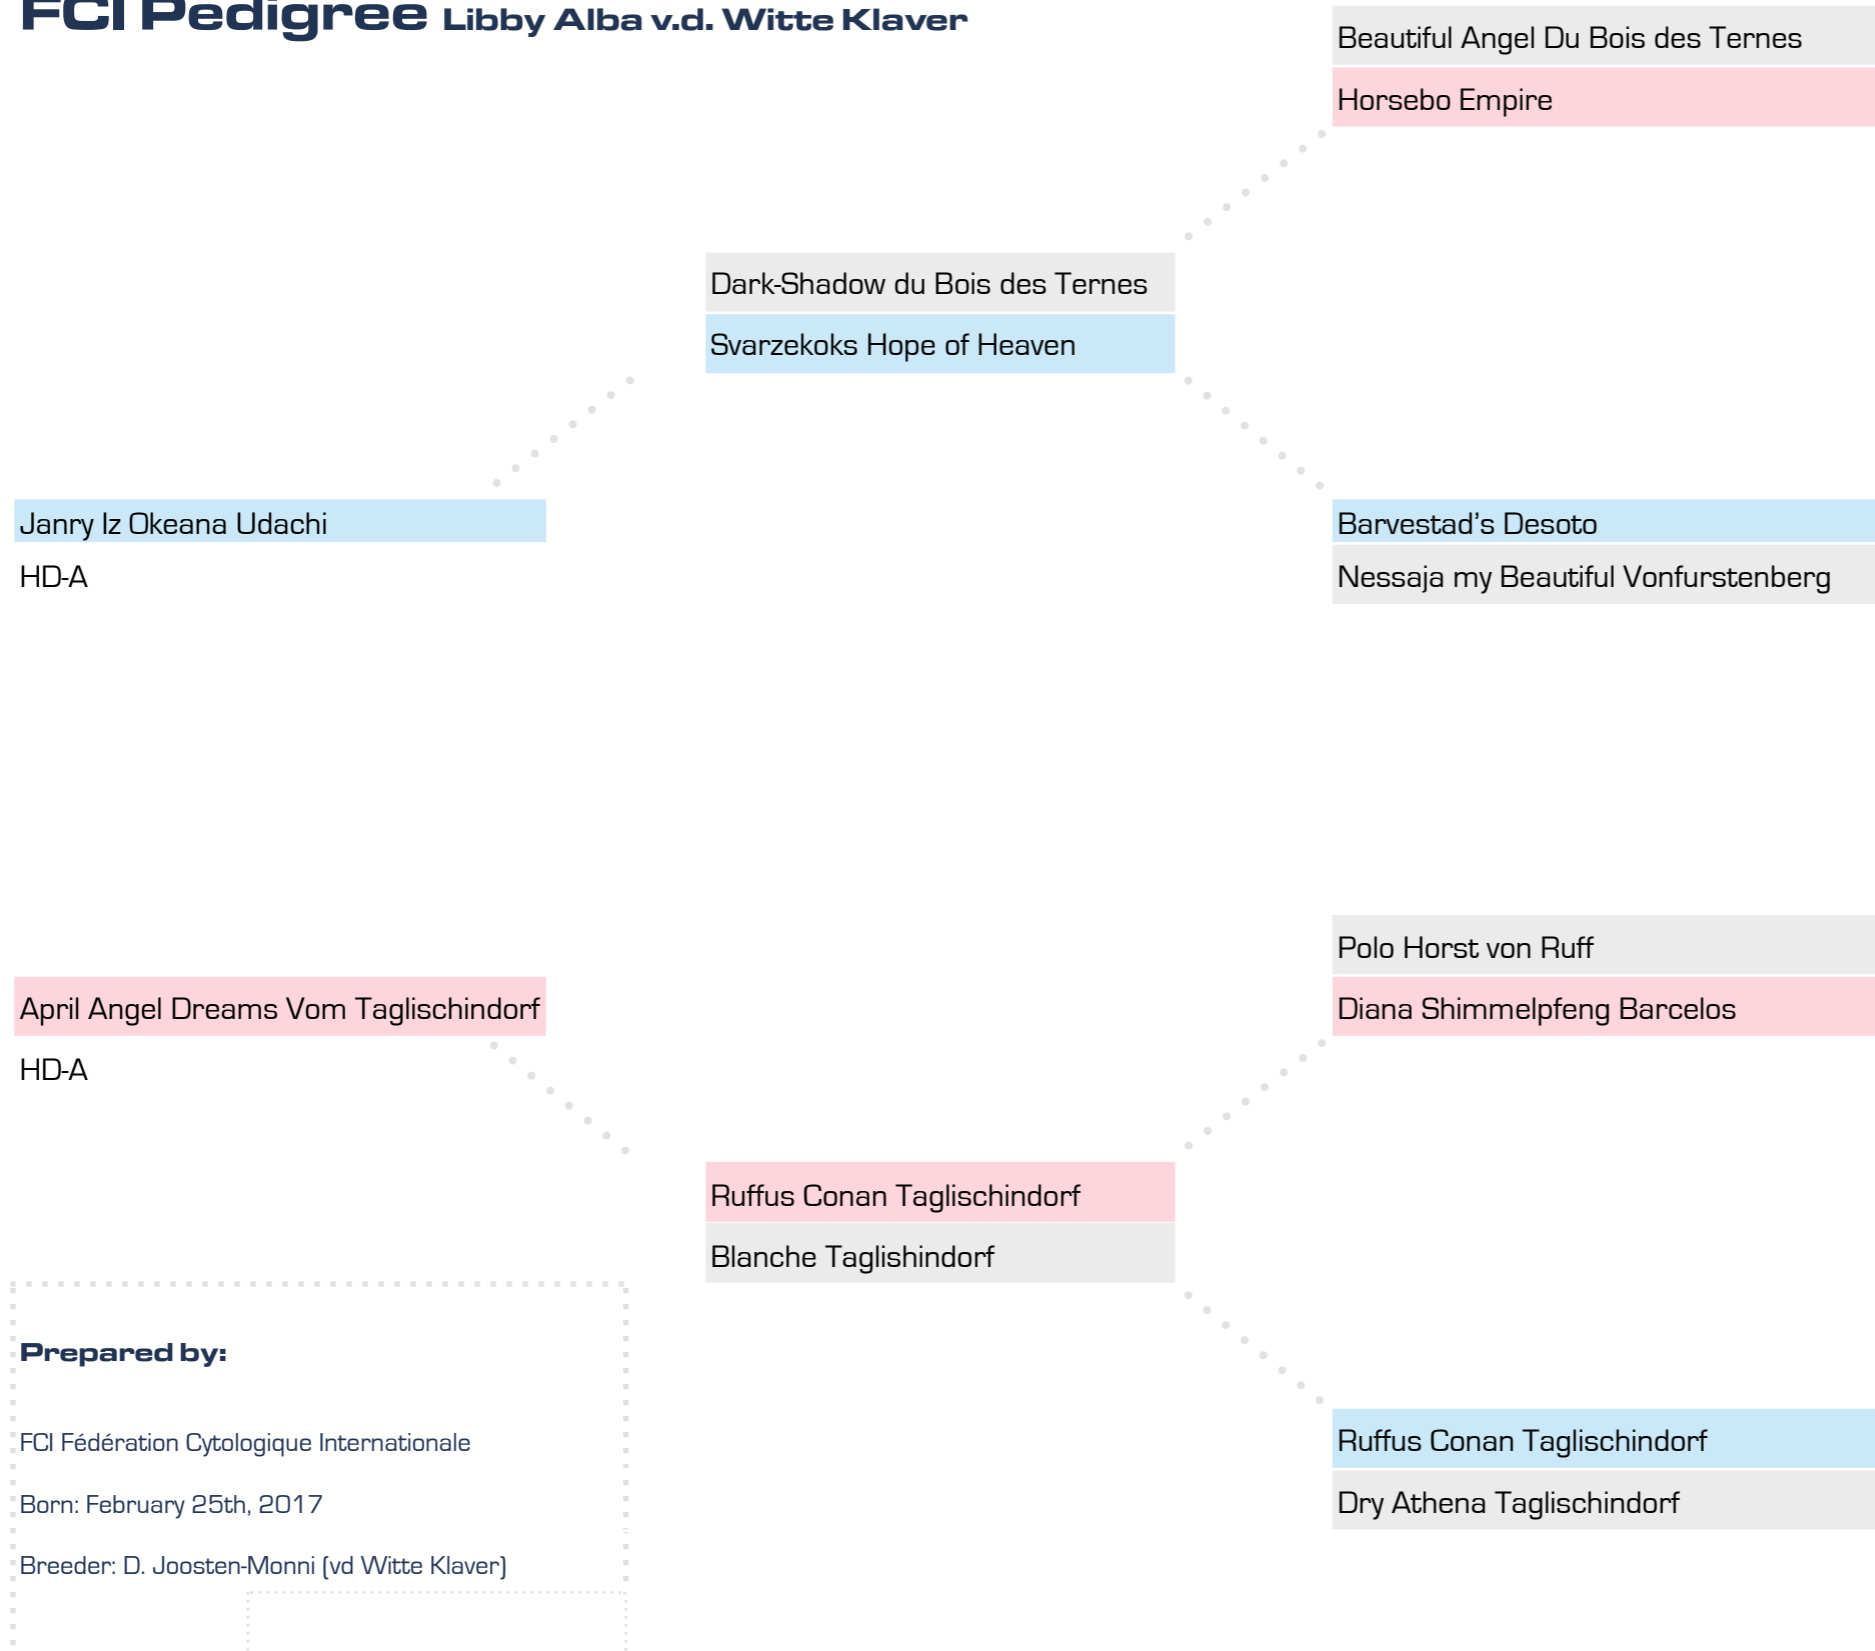 FCI Pedigree Libby Alba v.d. Witte Klaver
Beautiful Angel Du Bois des Ternes
Horsebo Empire
Dark-Shadow du Bois des Ternes
Svarzekoks Hope of Heaven
Janry Iz Okeana Udachi
HD-A
Barvestad's Desoto
Nessaja my Beautiful Vonfurstenberg
April Angel Dreams Vom Taglischindorf
HD-A
Polo Horst von Ruff
Diana Shimmelpfeng Barcelos
Ruffus Conan Taglischindorf
Blanche Taglishindorf
Ruffus Conan Taglischindorf
Dry Athena Taglischindorf
Prepared by:
FCI Fédération Cytologique Internationale
Born: February 25th, 2017
Breeder: D. Joosten-Monni (vd Witte Klaver)